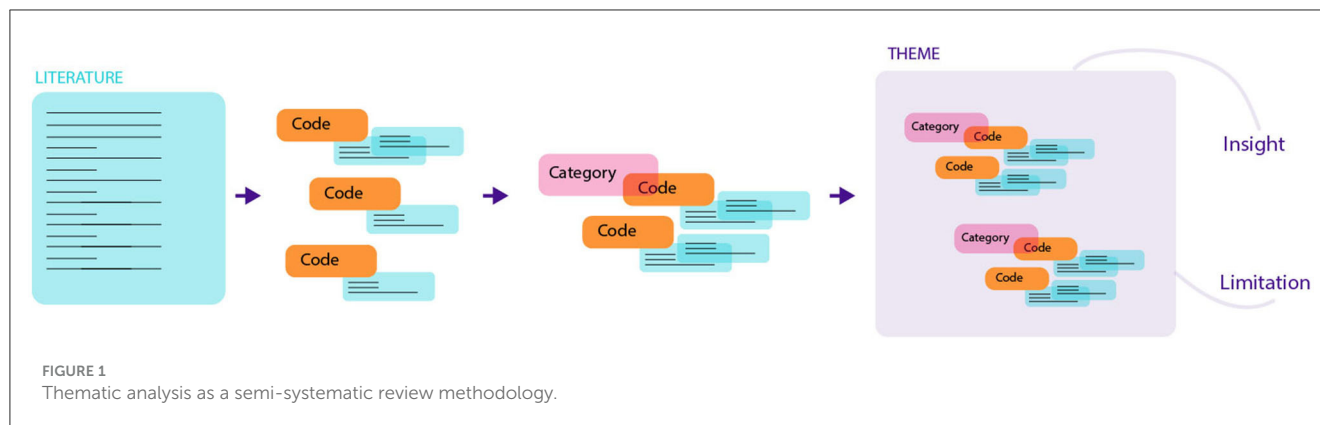 LITERATURE
Code
Code
Code
Category
Code
Code
THEME
Category
Code
Code
Category
Code
Code
Insight
Limitation
FIGURE 1
Thematic analysis as a semi-systematic review methodology.